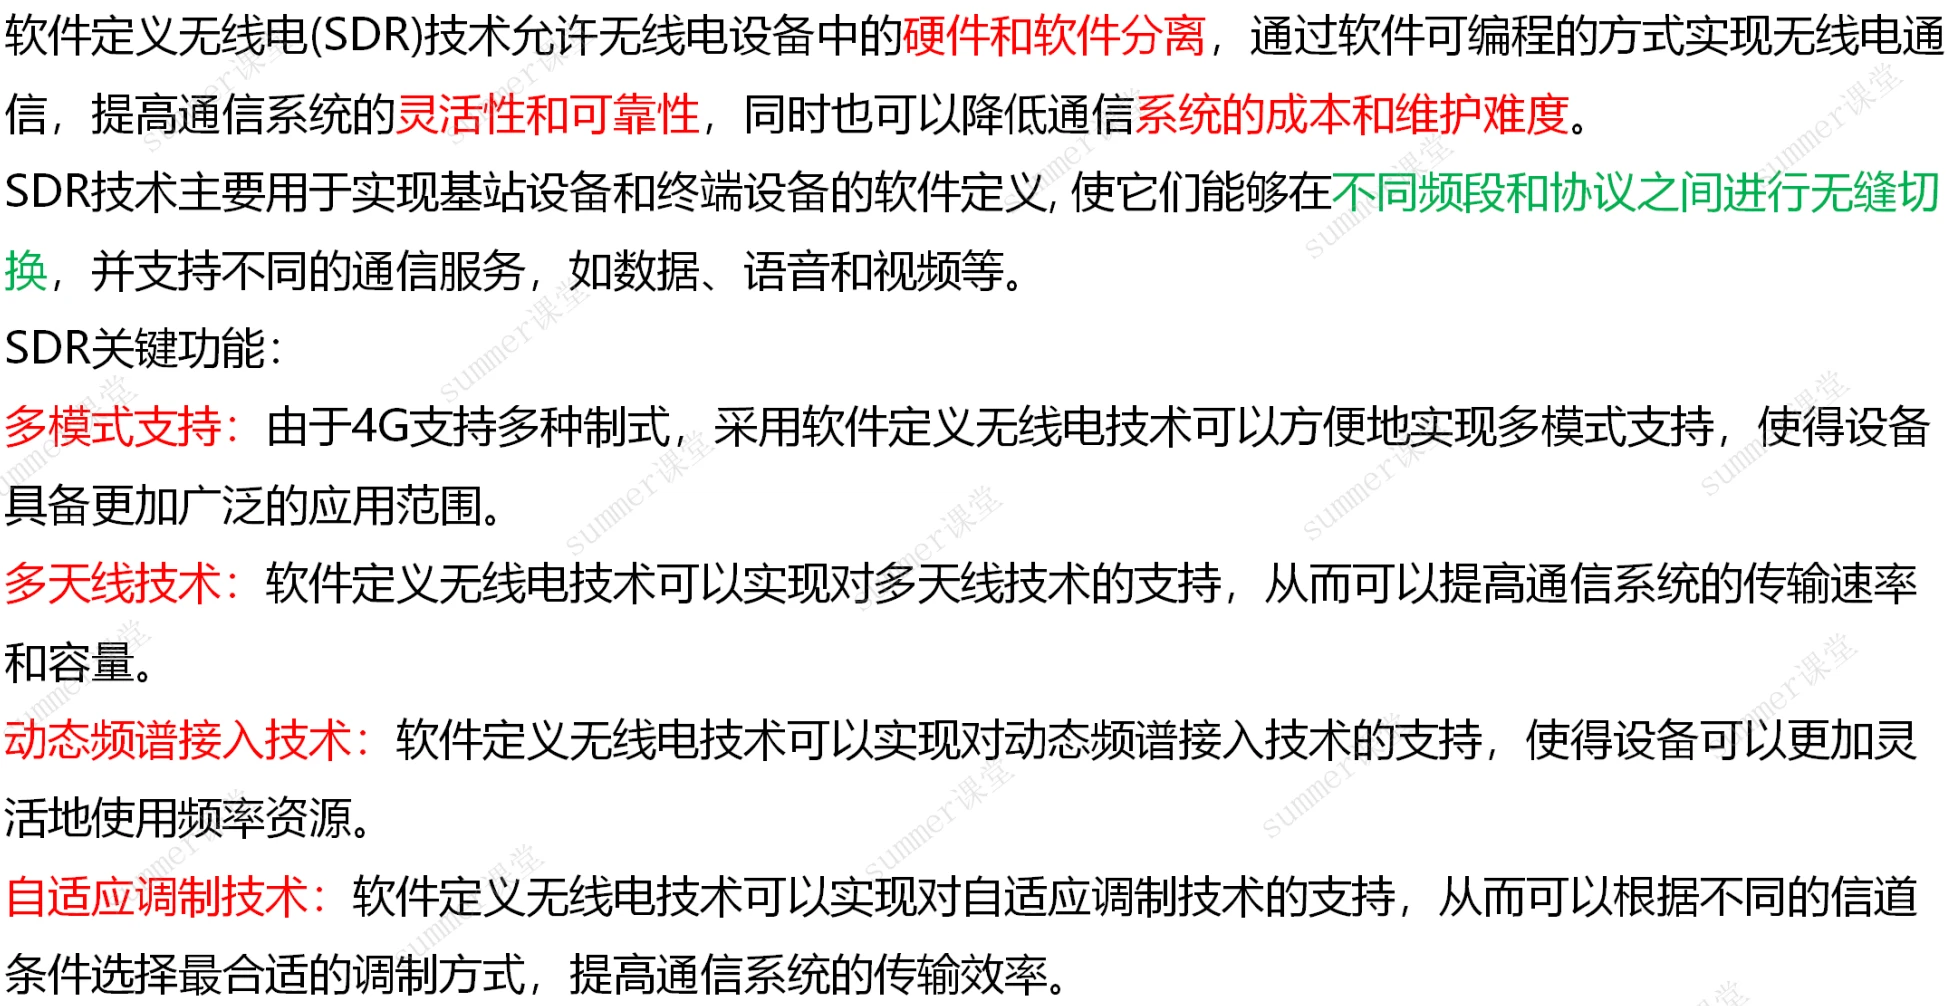 软件定义无线电(SDR)技术允许无线电设备中的硬件和软件分离，通过软件可编程的方式实现无线电通
信，提高通信系统的灵活性和可靠性，同时也可以降低通信系统的成本和维护难度。
SDR技术主要用于实现基站设备和终端设备的软件定义, 使它们能够在不同频段和协议之间进行无缝切
换，并支持不同的通信服务，如数据、语音和视频等。
SDR关键功能：
多模式支持：由于4G支持多种制式，采用软件定义无线电技术可以方便地实现多模式支持，使得设备
具备更加广泛的应用范围。
多天线技术：软件定义无线电技术可以实现对多天线技术的支持，从而可以提高通信系统的传输速率
和容量。
动态频谱接入技术：软件定义无线电技术可以实现对动态频谱接入技术的支持，使得设备可以更加灵
活地使用频率资源。
自适应调制技术：软件定义无线电技术可以实现对自适应调制技术的支持，从而可以根据不同的信道
条件选择最合适的调制方式，提高通信系统的传输效率。
summer课堂